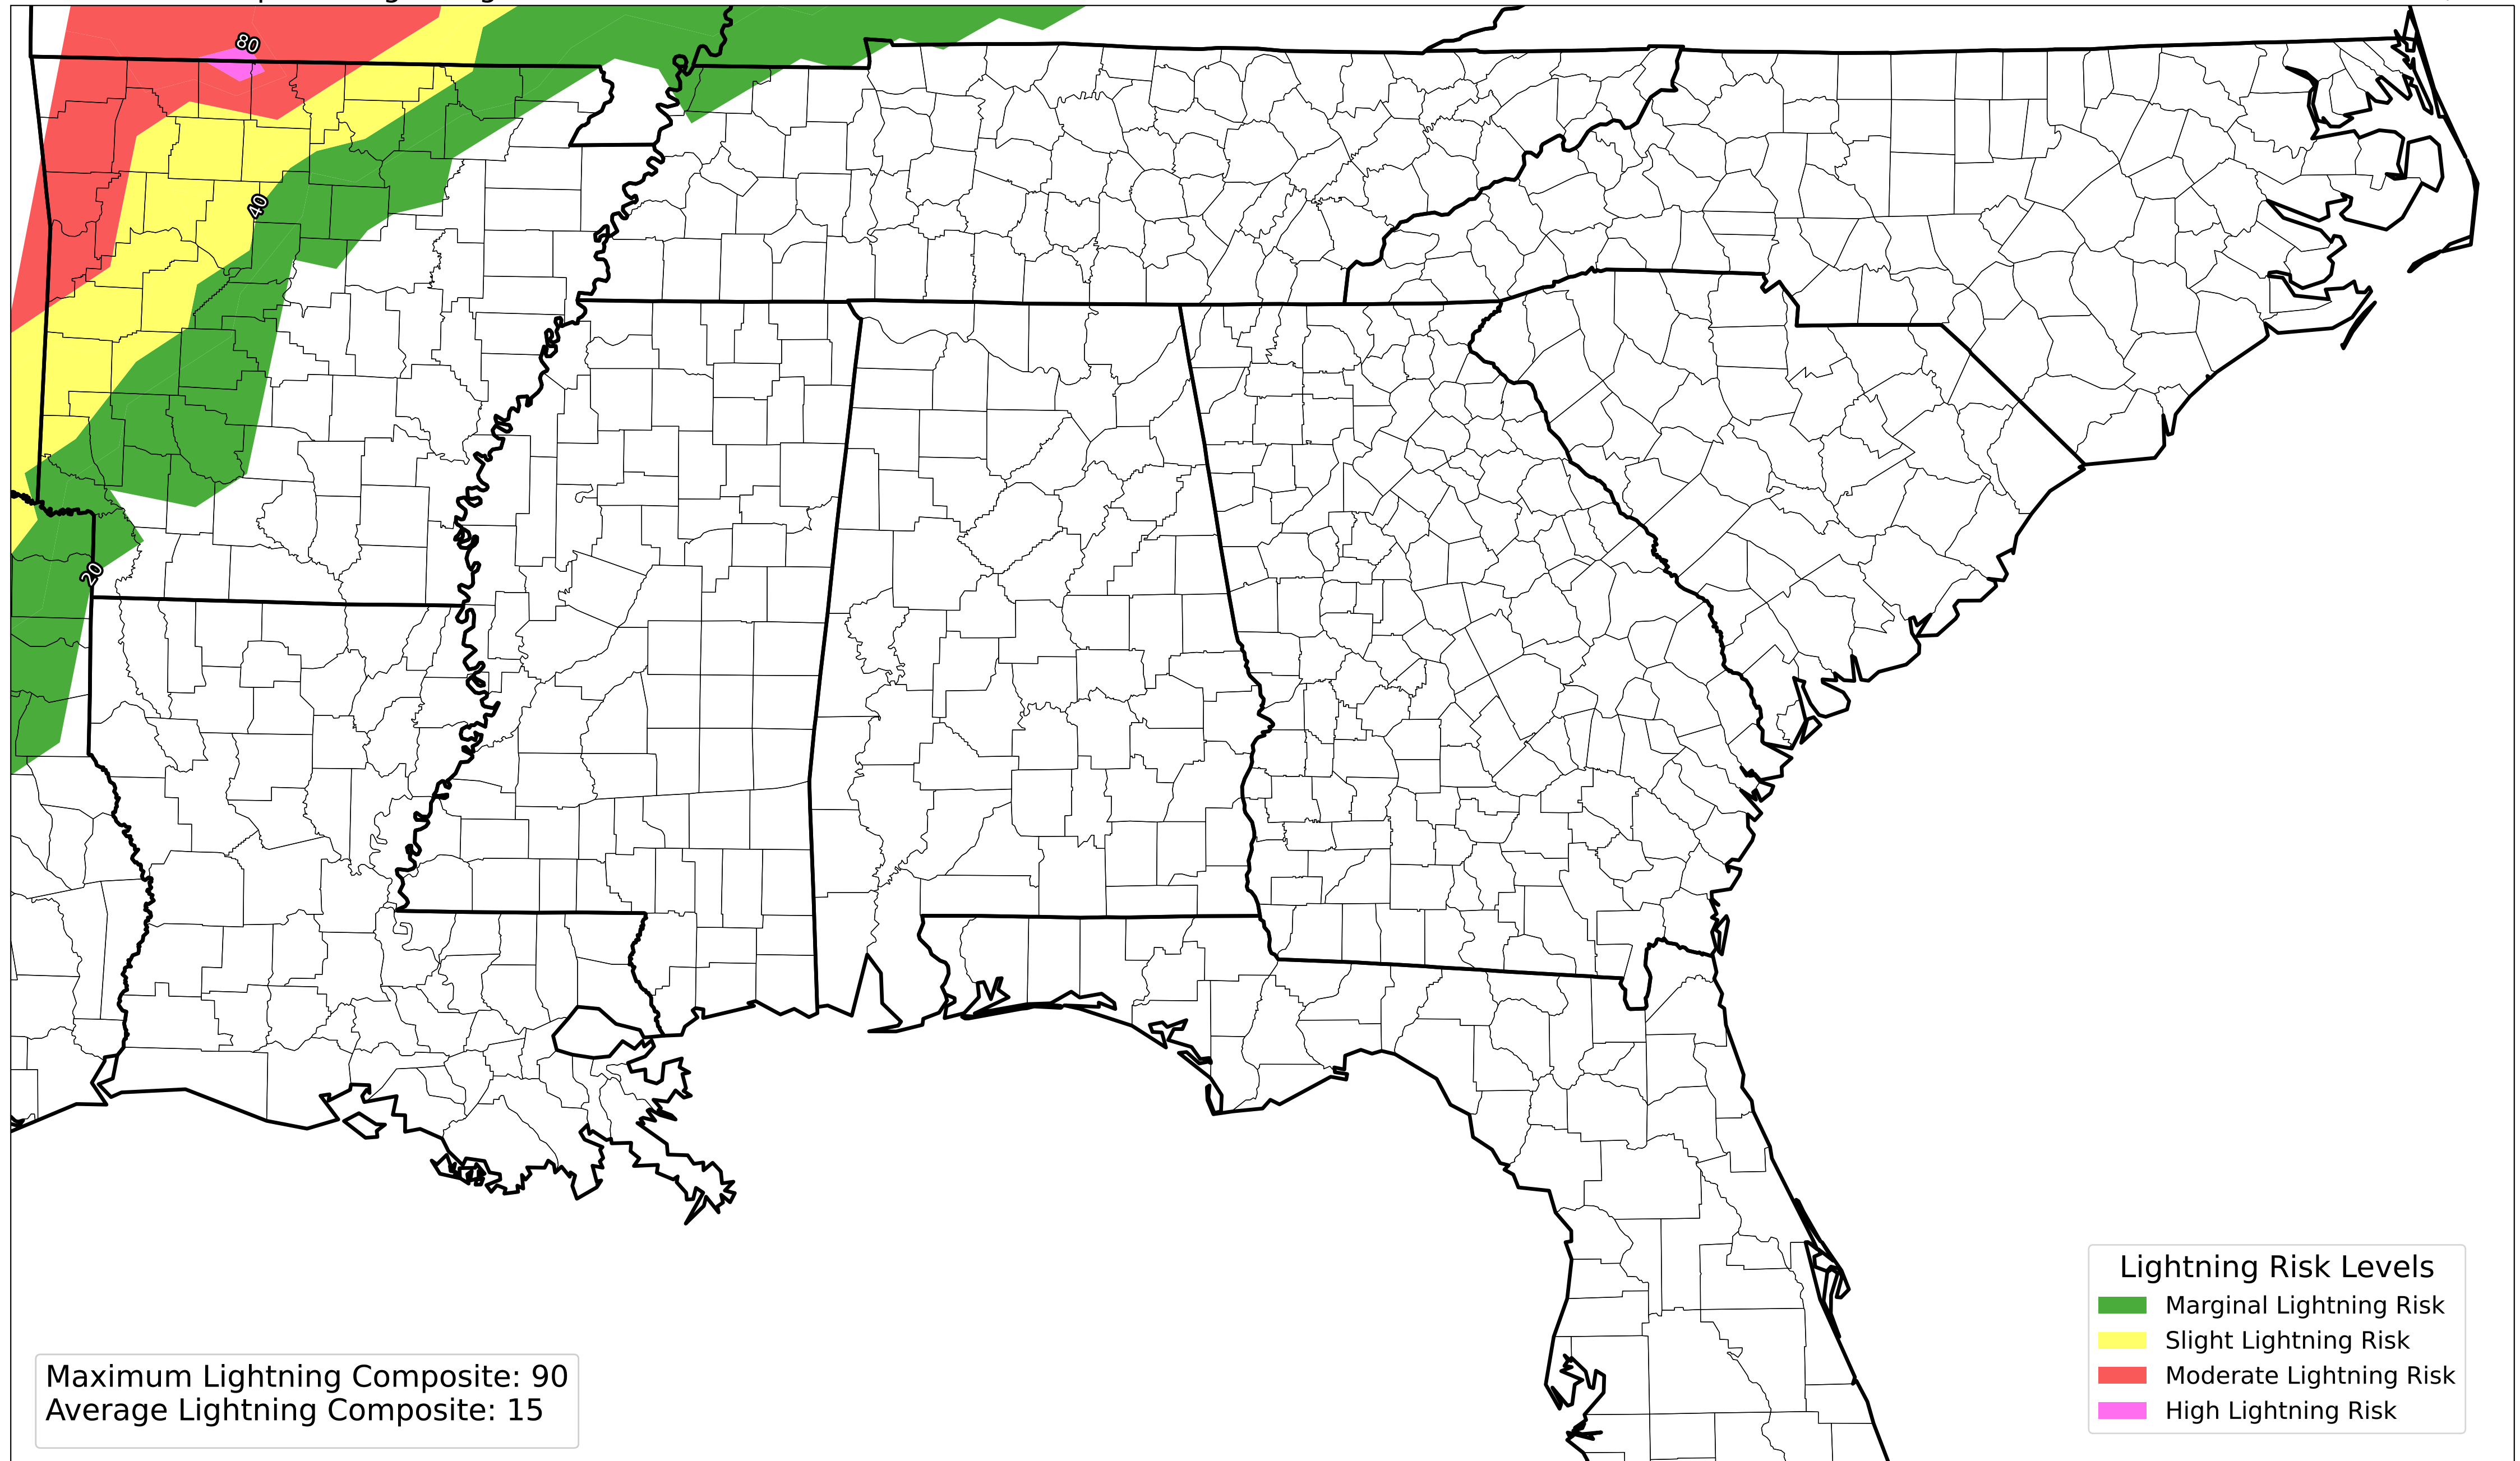 80
40
20
Lightning Risk Levels
Marginal Lightning Risk
Slight Lightning Risk
Moderate Lightning Risk
High Lightning Risk
Maximum Lightning Composite: 90
Average Lightning Composite: 15